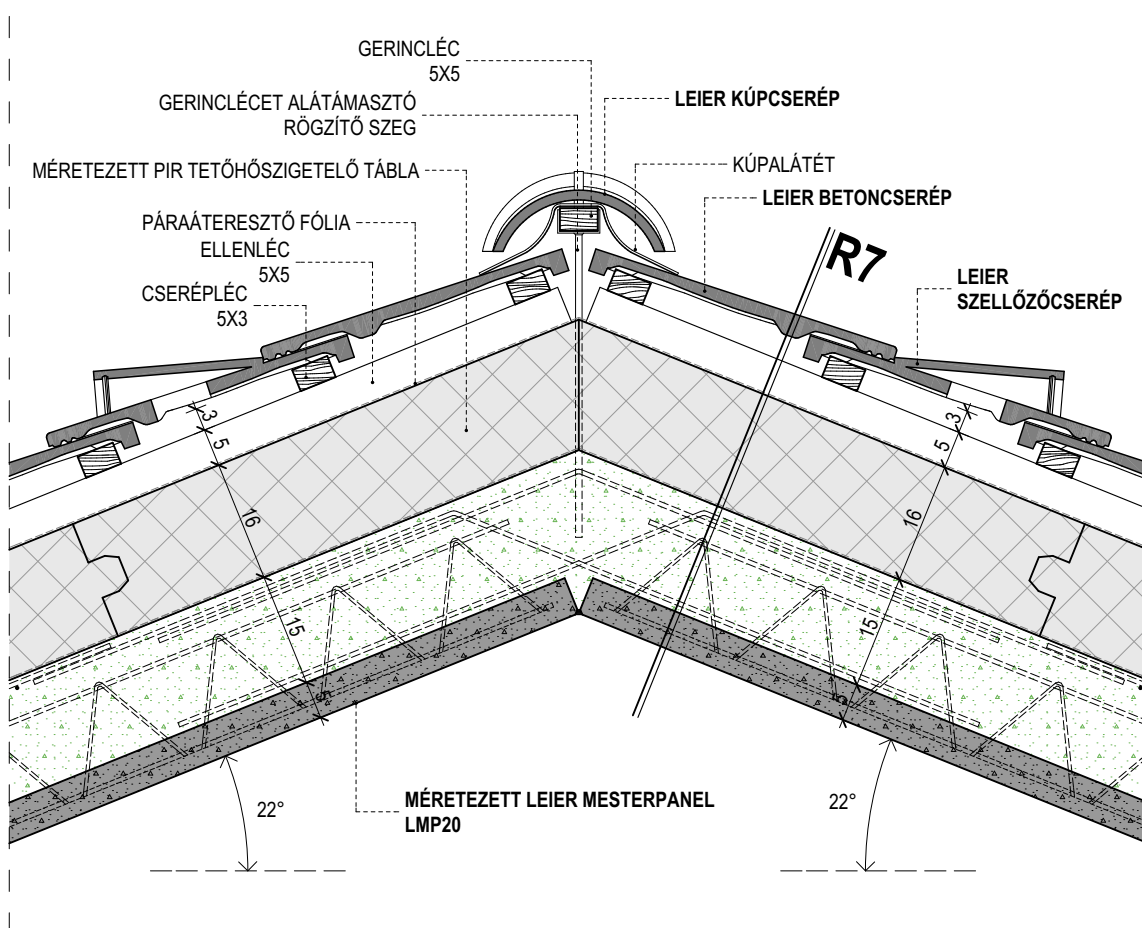 GERINCLÉC
5X5
GERINCLÉCET ALÁTÁMASZTÓ
RÖGZÍTŐ SZEG
MÉRETEZETT PIR TETŐHŐSZIGETELŐ TÁBLA
PÁRAÁTERESZTŐ FÓLIA
ELLENLÉC
5X5
CSERÉPLÉC
5X3
LEIER KÚPCSERÉP
KÚPALÁTÉT
LEIER BETONCSERÉP
R7
LEIER
SZELLŐZŐCSERÉP
3
5
16
15
5
3
5
16
15
5
22°
22°
MÉRETEZETT LEIER MESTERPANEL
LMP20